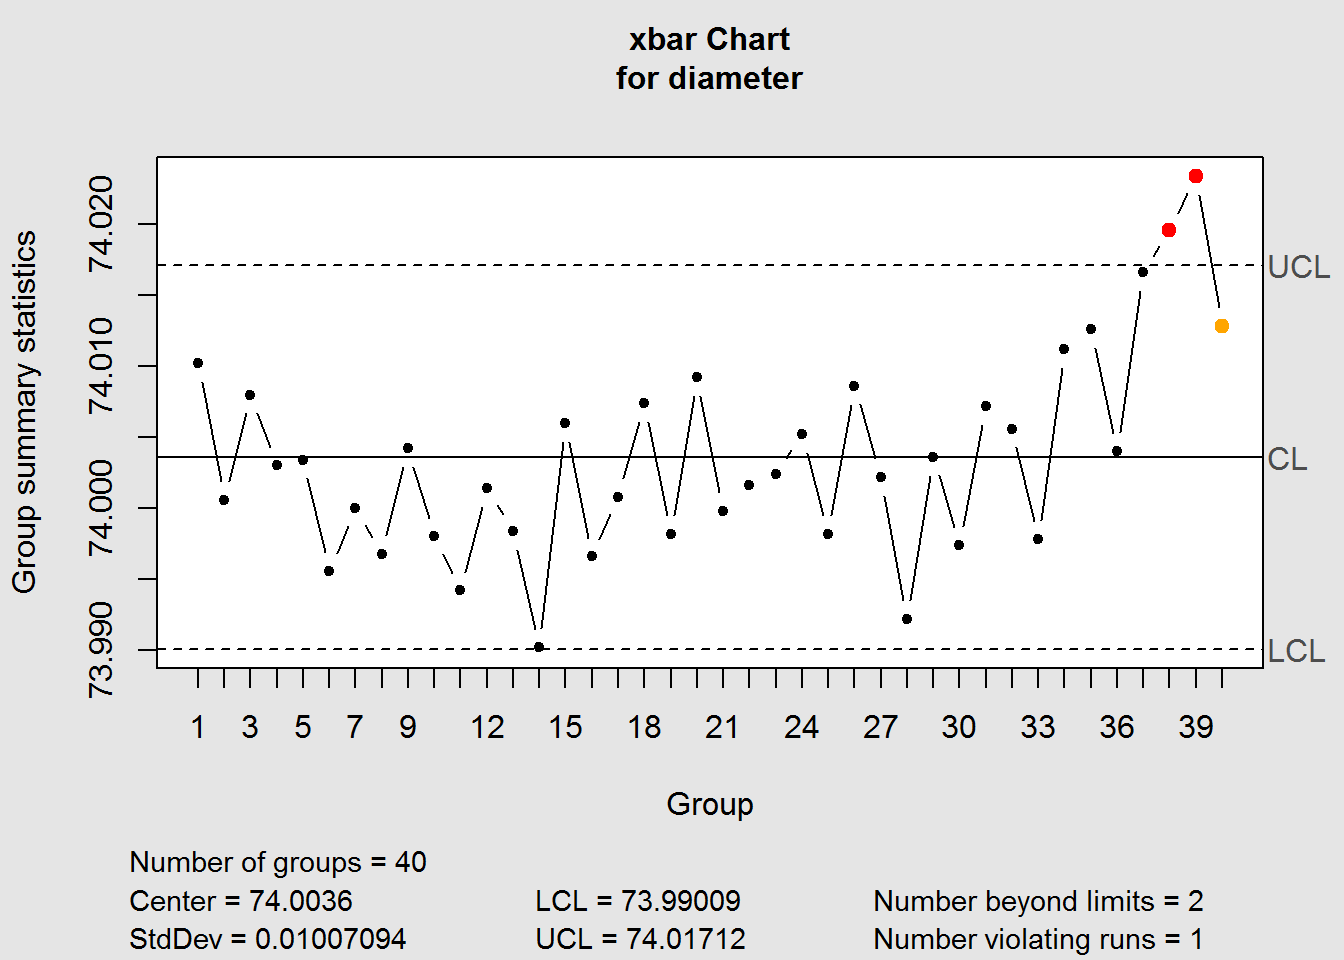 xbar Chart
for diameter
Group summary statistics
74.020
74.010
74.000
73.990
UCL
CL
LCL
1 3 5 7 9 12 15 18 21 24 27 30 33 36 39
Group
Number of groups = 40
Center = 74.0036 LCL = 73.99009 Number beyond limits = 2
StdDev = 0.01007094 UCL = 74.01712 Number violating runs = 1